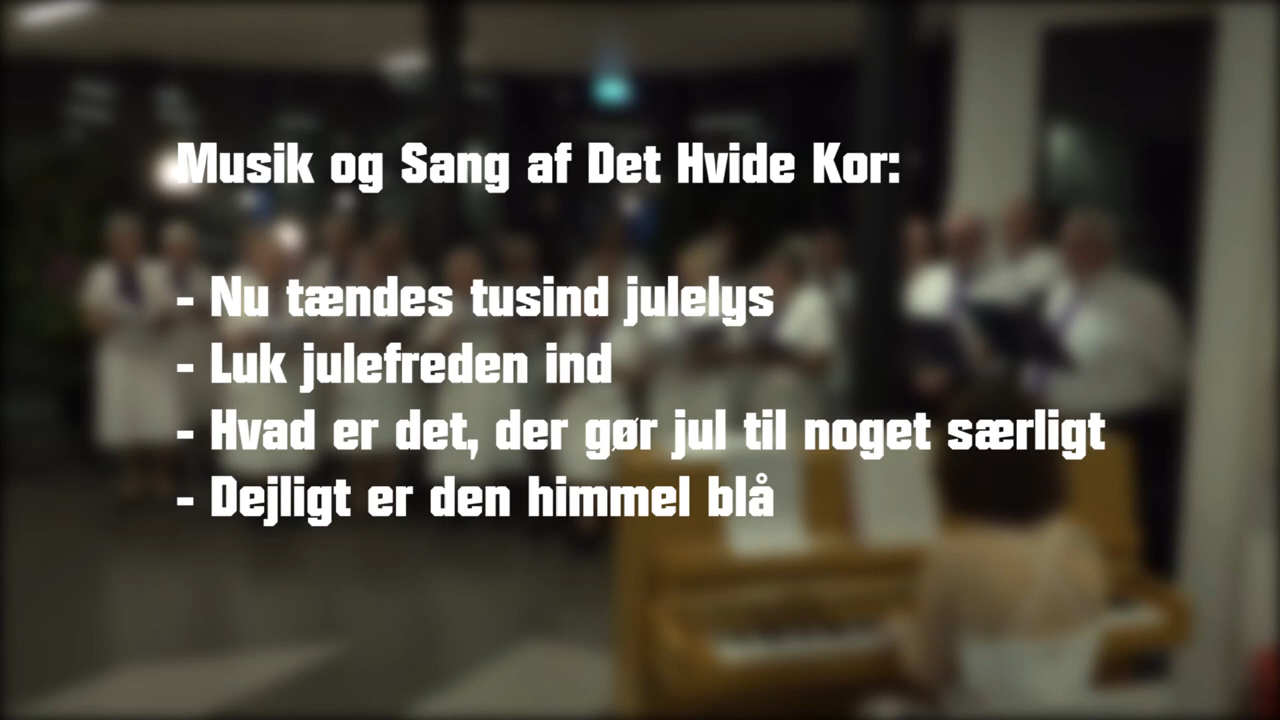 Musik og Sang af Det Hvide Kor:
- Nu tændes tusind julelys
- Luk julefreden ind
- Hvad er det, der gør jul til noget særligt
- Dejligt er den himmel blå